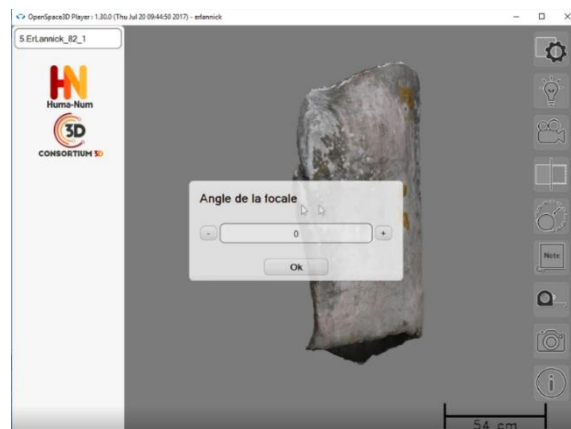 OpenSpace3D Player : 1.30.0 (Thu Jul 20 09:44:50 2017) - erlannick
5.ErLannick_82_1
HN
Huma-Num
3D
CONSORTIUM 3D
Angle de la focale
- 0 +
Ok
Note
i
54 cm